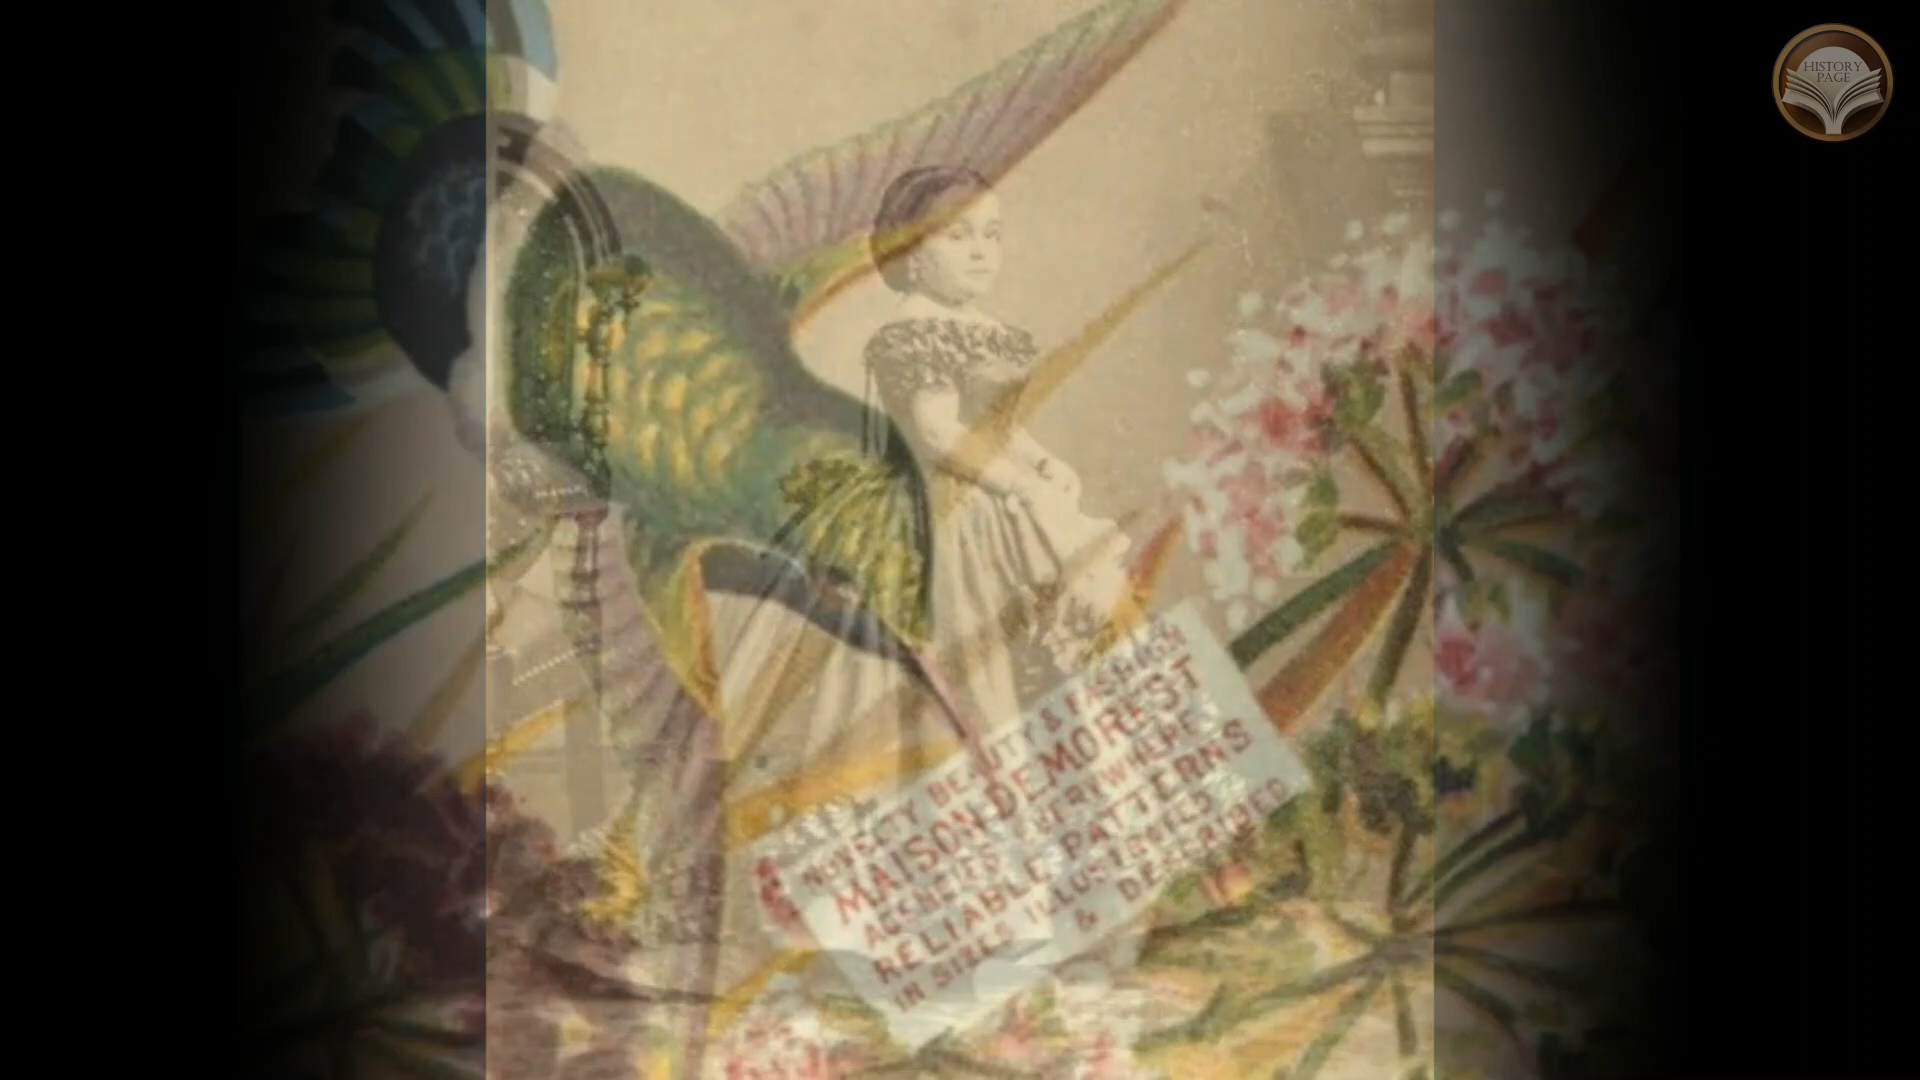 HISTORY
PAGE
NOVELTY BEAUTY & FASHION
MAISON DEMOREST
AGENCIES EVERYWHERE
RELIABLE PATTERNS
IN SIZES ILLUSTRATED
& DESCRIBED